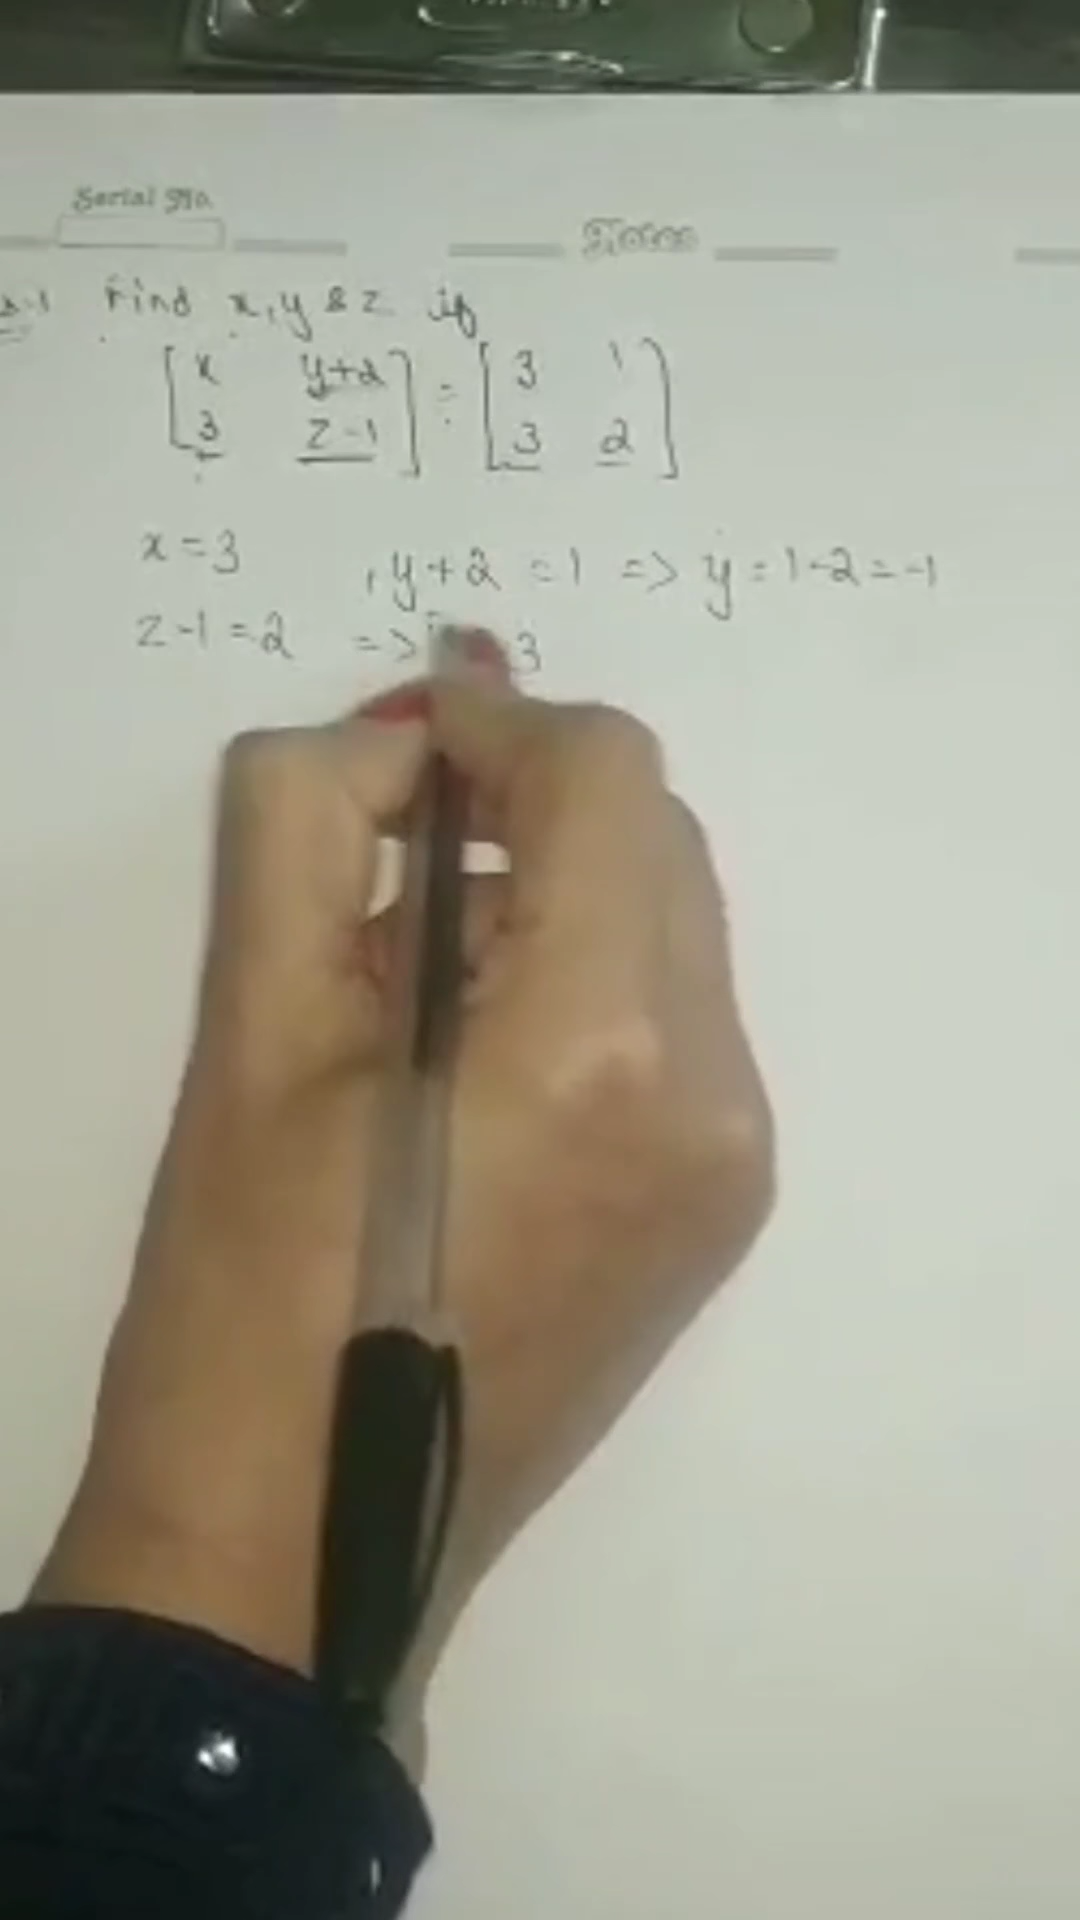 Serial No.
Notes
Find x, y & z if
[x y+2] = [3 1]
[3 z-1] [3 2]
x = 3 , y+2 = 1 => y = 1-2 = -1
z-1 = 2 => 3